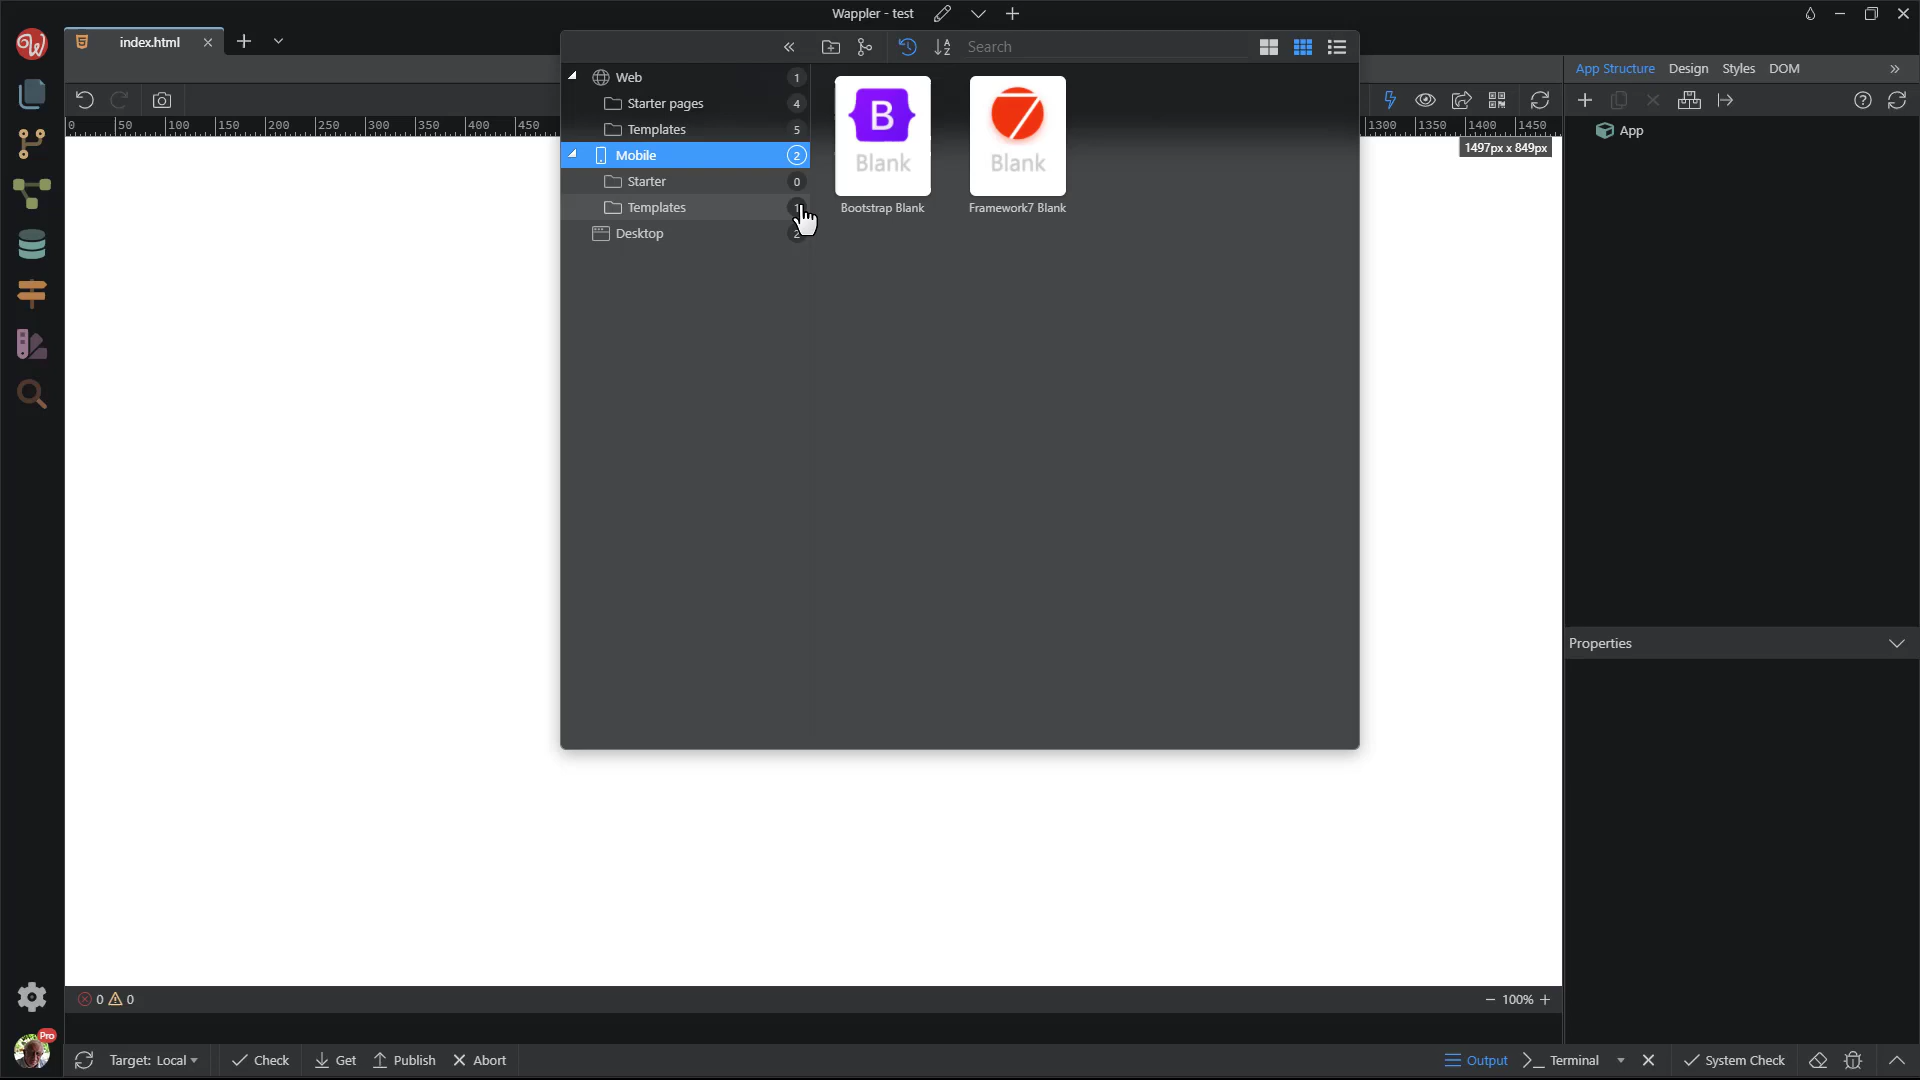 Wappler - test
index.html
Search
App Structure Design Styles DOM
Web 1
Starter pages 4
Templates 5
Mobile 2
Starter 0
Templates 1
Desktop 2
B
Blank
Bootstrap Blank
7
Blank
Framework7 Blank
0 50 100 150 200 250 300 350 400 450
1300 1350 1400 1450
1497px x 849px
App
Properties
0 0
100%
Pro
Target: Local
Check
Get
Publish
Abort
Output
Terminal
System Check